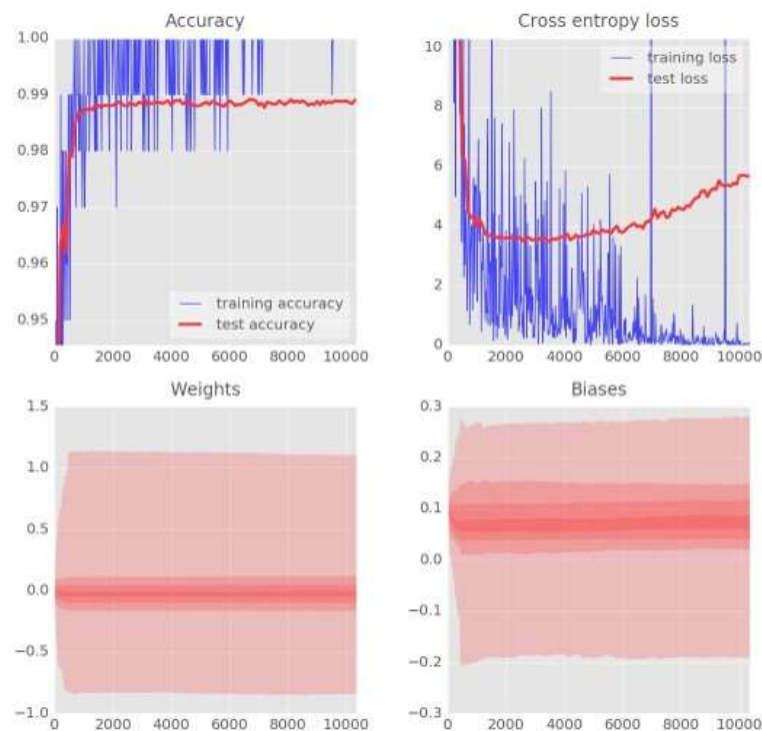 Accuracy
1.00
0.99
0.98
0.97
0.96
0.95
training accuracy
test accuracy
0 2000 4000 6000 8000 10000
Cross entropy loss
10
8
6
4
2
0
training loss
test loss
0 2000 4000 6000 8000 10000
Weights
1.5
1.0
0.5
0.0
−0.5
−1.0
0 2000 4000 6000 8000 10000
Biases
0.3
0.2
0.1
0.0
−0.1
−0.2
−0.3
0 2000 4000 6000 8000 10000